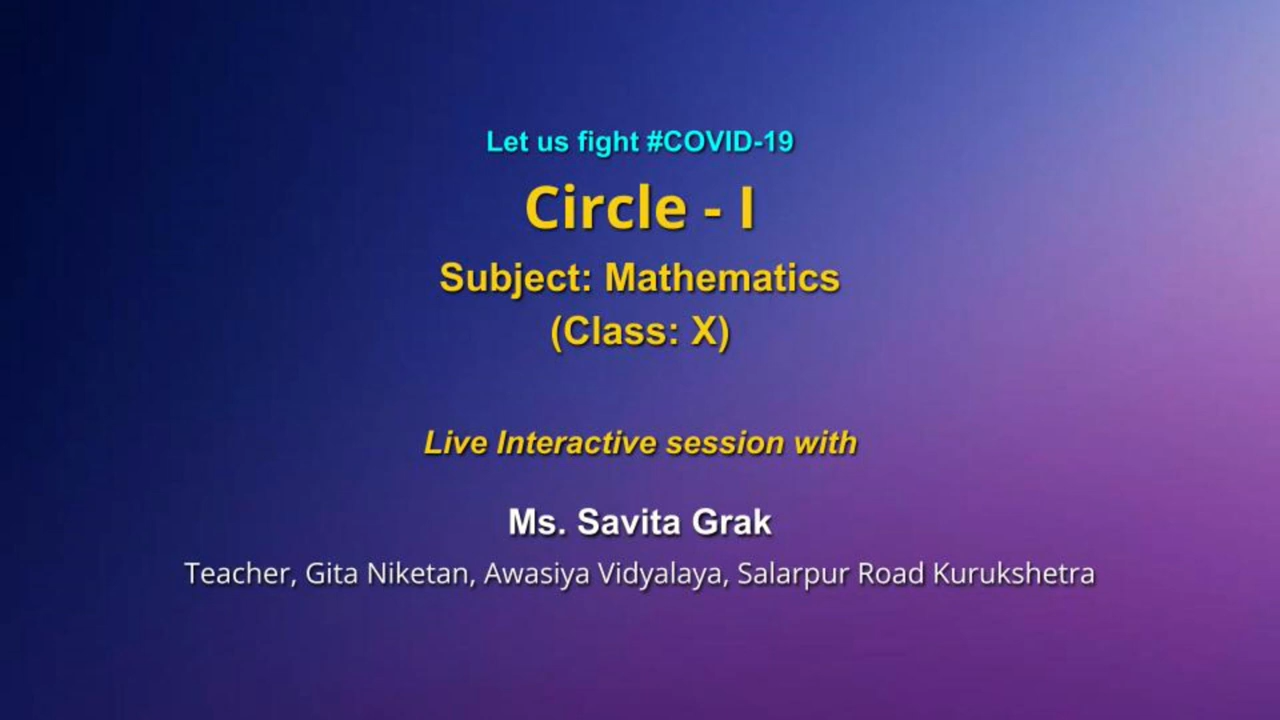 Let us fight #COVID-19
Circle - I
Subject: Mathematics
(Class: X)
Live Interactive session with
Ms. Savita Grak
Teacher, Gita Niketan, Awasiya Vidyalaya, Salarpur Road Kurukshetra